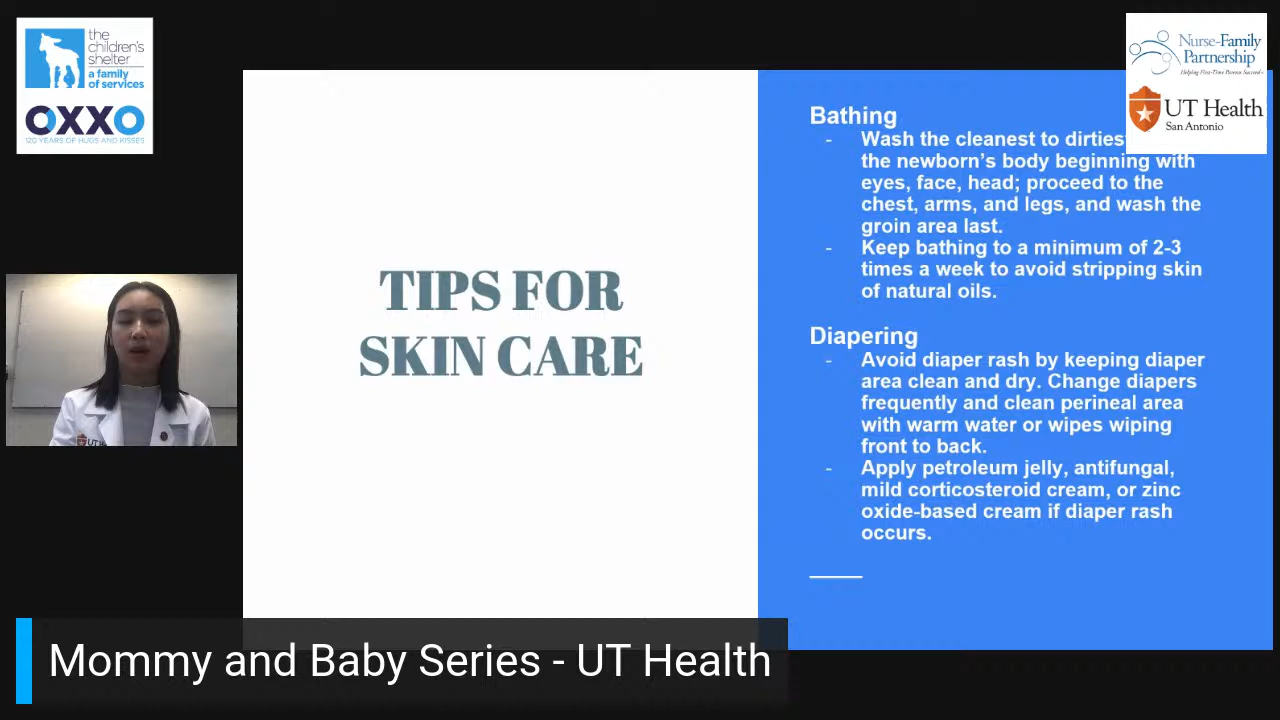 the
children's
shelter
a family
of services
OXXO
120 YEARS OF HUGS AND KISSES
Nurse-Family
Partnership
Helping First-Time Parents Succeed
UT Health
San Antonio
TIPS FOR
SKIN CARE
Bathing
- Wash the cleanest to dirties
the newborn's body beginning with
eyes, face, head; proceed to the
chest, arms, and legs, and wash the
groin area last.
- Keep bathing to a minimum of 2-3
times a week to avoid stripping skin
of natural oils.
Diapering
- Avoid diaper rash by keeping diaper
area clean and dry. Change diapers
frequently and clean perineal area
with warm water or wipes wiping
front to back.
- Apply petroleum jelly, antifungal,
mild corticosteroid cream, or zinc
oxide-based cream if diaper rash
occurs.
Mommy and Baby Series - UT Health